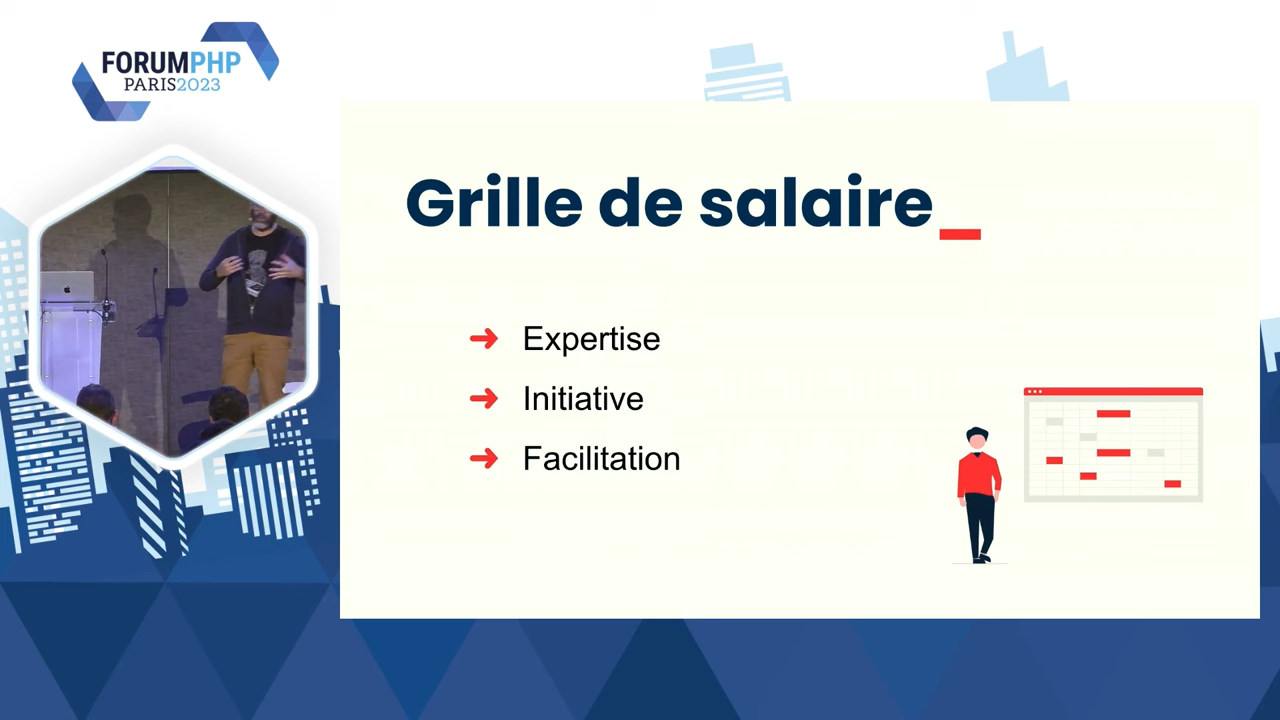 FORUMPHP
PARIS2023
Grille de salaire_
Expertise
Initiative
Facilitation